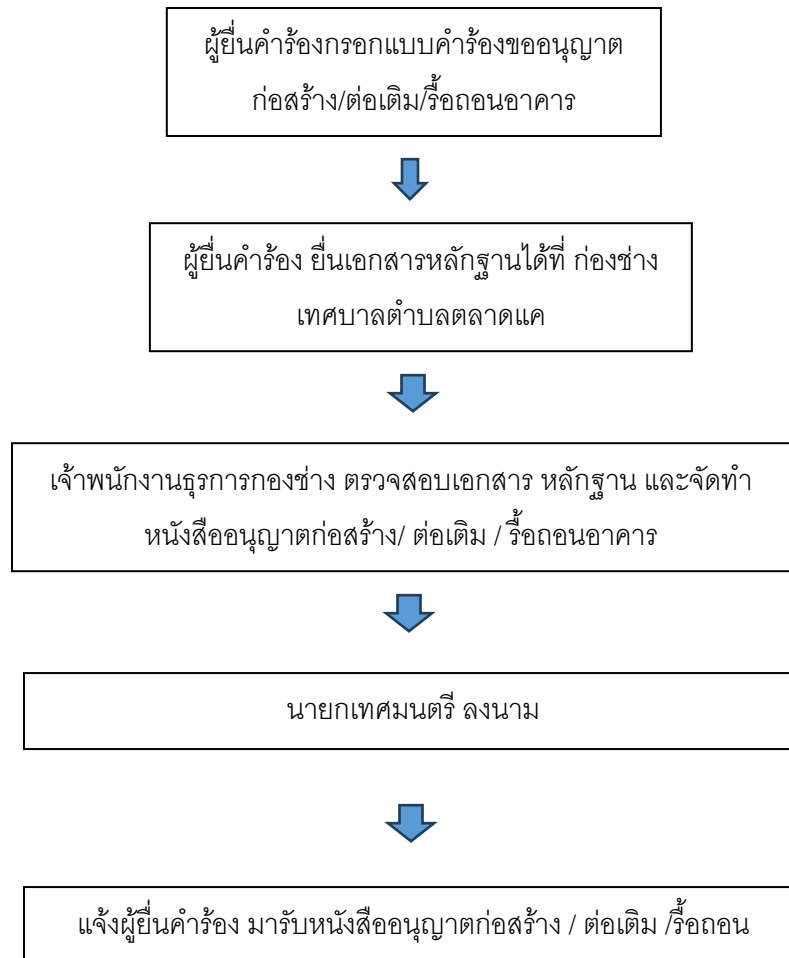 ผู้ยื่นคำร้องกรอกแบบคำร้องขออนุญาต
ก่อสร้าง/ต่อเติม/รื้อถอนอาคาร
ผู้ยื่นคำร้อง ยื่นเอกสารหลักฐานได้ที่ ก่องช่าง
เทศบาลตำบลตลาดแค
เจ้าพนักงานธุรการกองช่าง ตรวจสอบเอกสาร หลักฐาน และจัดทำ
หนังสืออนุญาตก่อสร้าง/ ต่อเติม / รื้อถอนอาคาร
นายกเทศมนตรี ลงนาม
แจ้งผู้ยื่นคำร้อง มารับหนังสืออนุญาตก่อสร้าง / ต่อเติม /รื้อถอน